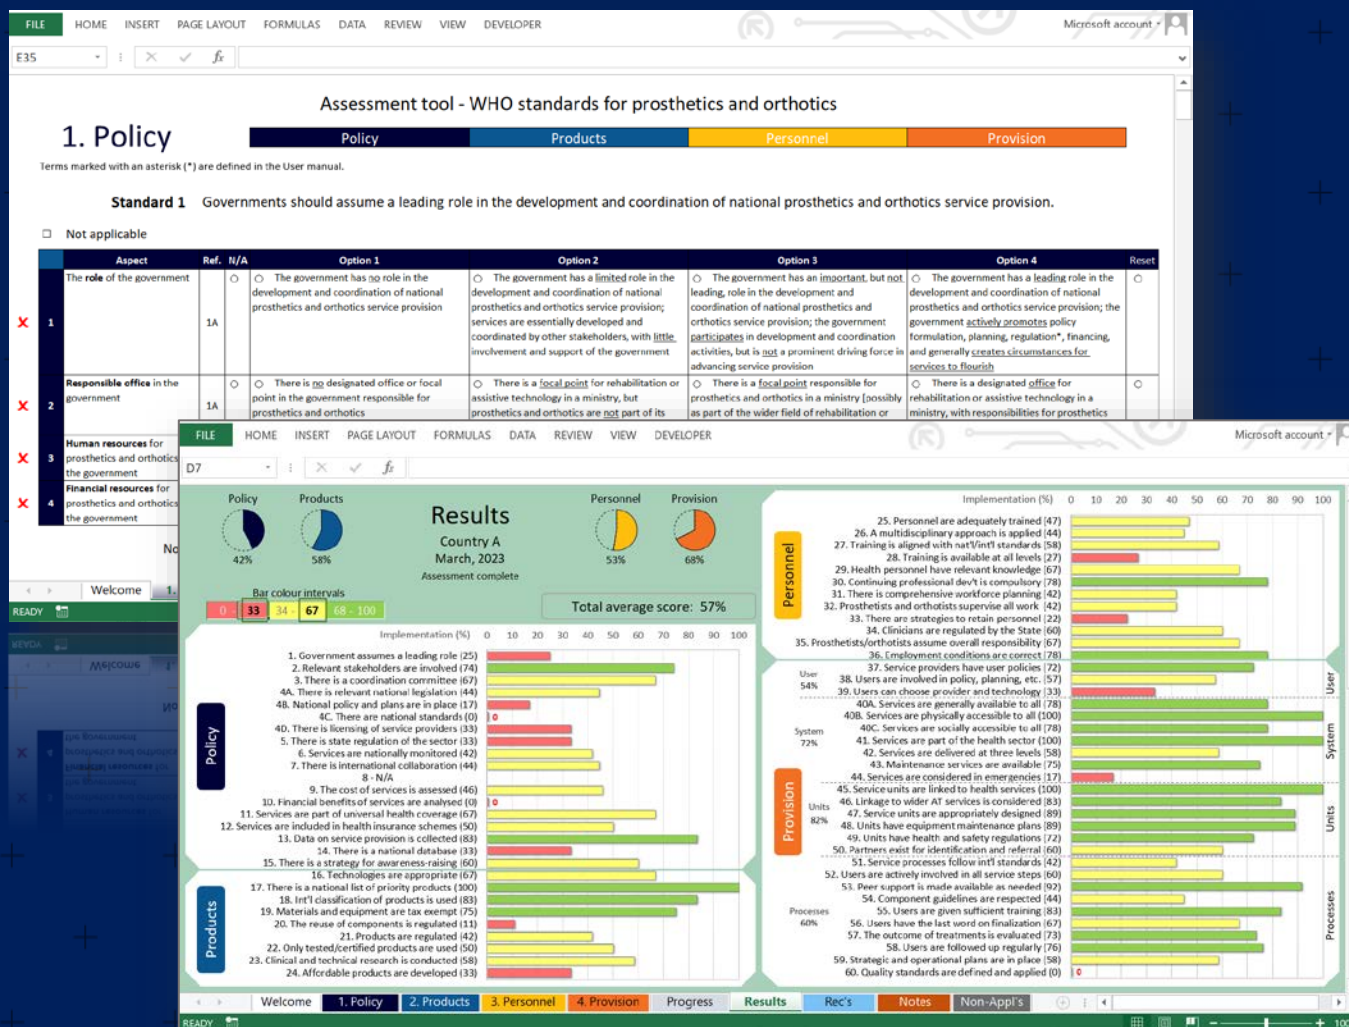 FILE HOME INSERT PAGE LAYOUT FORMULAS DATA REVIEW VIEW DEVELOPER Microsoft account
E35 fx
Assessment tool - WHO standards for prosthetics and orthotics
1. Policy Policy Products Personnel Provision
Terms marked with an asterisk (*) are defined in the User manual.
Standard 1 Governments should assume a leading role in the development and coordination of national prosthetics and orthotics service provision.
Not applicable
Aspect Ref. N/A Option 1 Option 2 Option 3 Option 4 Reset
1
The role of the government
1A
The government has no role in the
development and coordination of national
prosthetics and orthotics service provision
The government has a limited role in the
development and coordination of national
prosthetics and orthotics service provision;
services are essentially developed and
coordinated by other stakeholders, with little
involvement and support of the government
The government has an important, but not
leading, role in the development and
coordination of national prosthetics and
orthotics service provision; the government
participates in development and coordination
activities, but is not a prominent driving force in
advancing service provision
The government has a leading role in the
development and coordination of national
prosthetics and orthotics service provision; the
government actively promotes policy
formulation, planning, regulation*, financing,
and generally creates circumstances for
services to flourish
2
Responsible office in the
government
1A
There is no designated office or focal
point in the government responsible for
prosthetics and orthotics
There is a focal point for rehabilitation or
assistive technology in a ministry, but
prosthetics and orthotics are not part of its
There is a focal point responsible for
prosthetics and orthotics in a ministry [possibly
as part of the wider field of rehabilitation or
There is a designated office for
rehabilitation or assistive technology in a
ministry, with responsibilities for prosthetics
3
Human resources for
prosthetics and orthotics
the government
4
Financial resources for
prosthetics and orthotics
the government
No
Welcome 1.
READY
FILE HOME INSERT PAGE LAYOUT FORMULAS DATA REVIEW VIEW DEVELOPER Microsoft account
D7 fx
Policy Products
42% 58%
Results
Country A
March, 2023
Assessment complete
Personnel Provision
53% 68%
Bar colour intervals
0 - 33 34 - 67 68 - 100
Total average score: 57%
Implementation (%) 0 10 20 30 40 50 60 70 80 90 100
Policy
1. Government assumes a leading role (25)
2. Relevant stakeholders are involved (74)
3. There is a coordination committee (67)
4A. There is relevant national legislation (44)
4B. National policy and plans are in place (17)
4C. There are national standards (0) 0
4D. There is licensing of service providers (33)
5. There is state regulation of the sector (33)
6. Services are nationally monitored (42)
7. There is international collaboration (44)
8 - N/A
9. The cost of services is assessed (46)
10. Financial benefits of services are analysed (0) 0
11. Services are part of universal health coverage (67)
12. Services are included in health insurance schemes (50)
13. Data on service provision is collected (83)
14. There is a national database (33)
15. There is a strategy for awareness-raising (60)
Products
16. Technologies are appropriate (67)
17. There is a national list of priority products (100)
18. Int'l classification of products is used (83)
19. Materials and equipment are tax exempt (75)
20. The reuse of components is regulated (11)
21. Products are regulated (42)
22. Only tested/certified products are used (50)
23. Clinical and technical research is conducted (58)
24. Affordable products are developed (33)
Implementation (%) 0 10 20 30 40 50 60 70 80 90 100
Personnel
25. Personnel are adequately trained (47)
26. A multidisciplinary approach is applied (44)
27. Training is aligned with nat'l/int'l standards (58)
28. Training is available at all levels (27)
29. Health personnel have relevant knowledge (67)
30. Continuing professional dev't is compulsory (78)
31. There is comprehensive workforce planning (42)
32. Prosthetists and orthotists supervise all work (42)
33. There are strategies to retain personnel (22)
34. Clinicians are regulated by the State (60)
35. Prosthetists/orthotists assume overall responsibility (67)
36. Employment conditions are correct (78)
Provision
User
54%
37. Service providers have user policies (72)
38. Users are involved in policy, planning, etc. (57)
39. Users can choose provider and technology (33)
User
System
72%
40A. Services are generally available to all (78)
40B. Services are physically accessible to all (100)
40C. Services are socially accessible to all (78)
41. Services are part of the health sector (100)
42. Services are delivered at three levels (58)
43. Maintenance services are available (75)
44. Services are considered in emergencies (17)
System
Units
82%
45. Service units are linked to health services (100)
46. Linkage to wider AT services is considered (83)
47. Service units are appropriately designed (89)
48. Units have equipment maintenance plans (89)
49. Units have health and safety regulations (72)
50. Partners exist for identification and referral (60)
Units
Processes
60%
51. Service processes follow int'l standards (42)
52. Users are actively involved in all service steps (60)
53. Peer support is made available as needed (92)
54. Component guidelines are respected (44)
55. Users are given sufficient training (83)
56. Users have the last word on finalization (67)
57. The outcome of treatments is evaluated (73)
58. Users are followed up regularly (76)
59. Strategic and operational plans are in place (58)
60. Quality standards are defined and applied (0) 0
Processes
Welcome 1. Policy 2. Products 3. Personnel 4. Provision Progress Results Rec's Notes Non-Appl's
READY 100